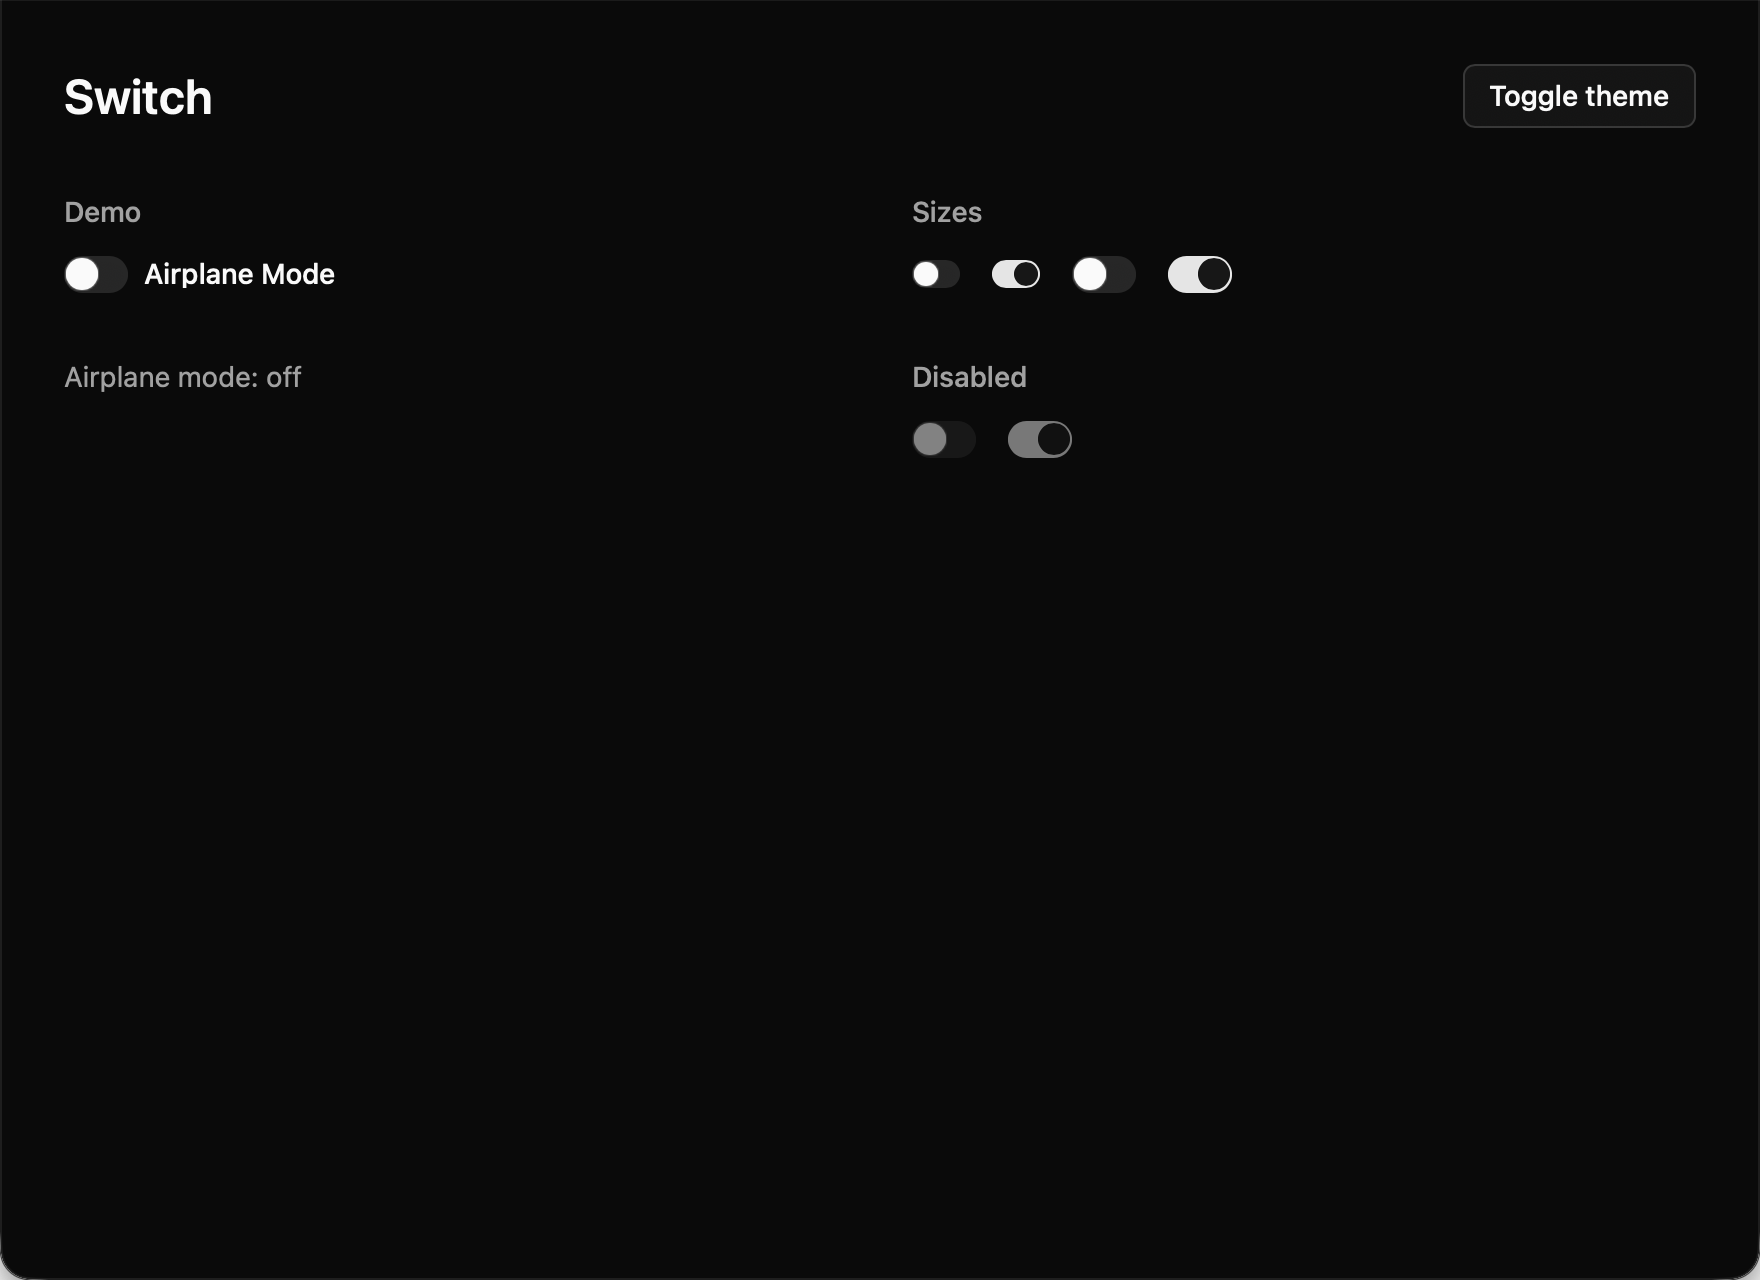 Switch
Toggle theme
Demo
Airplane Mode
Airplane mode: off
Sizes
Disabled